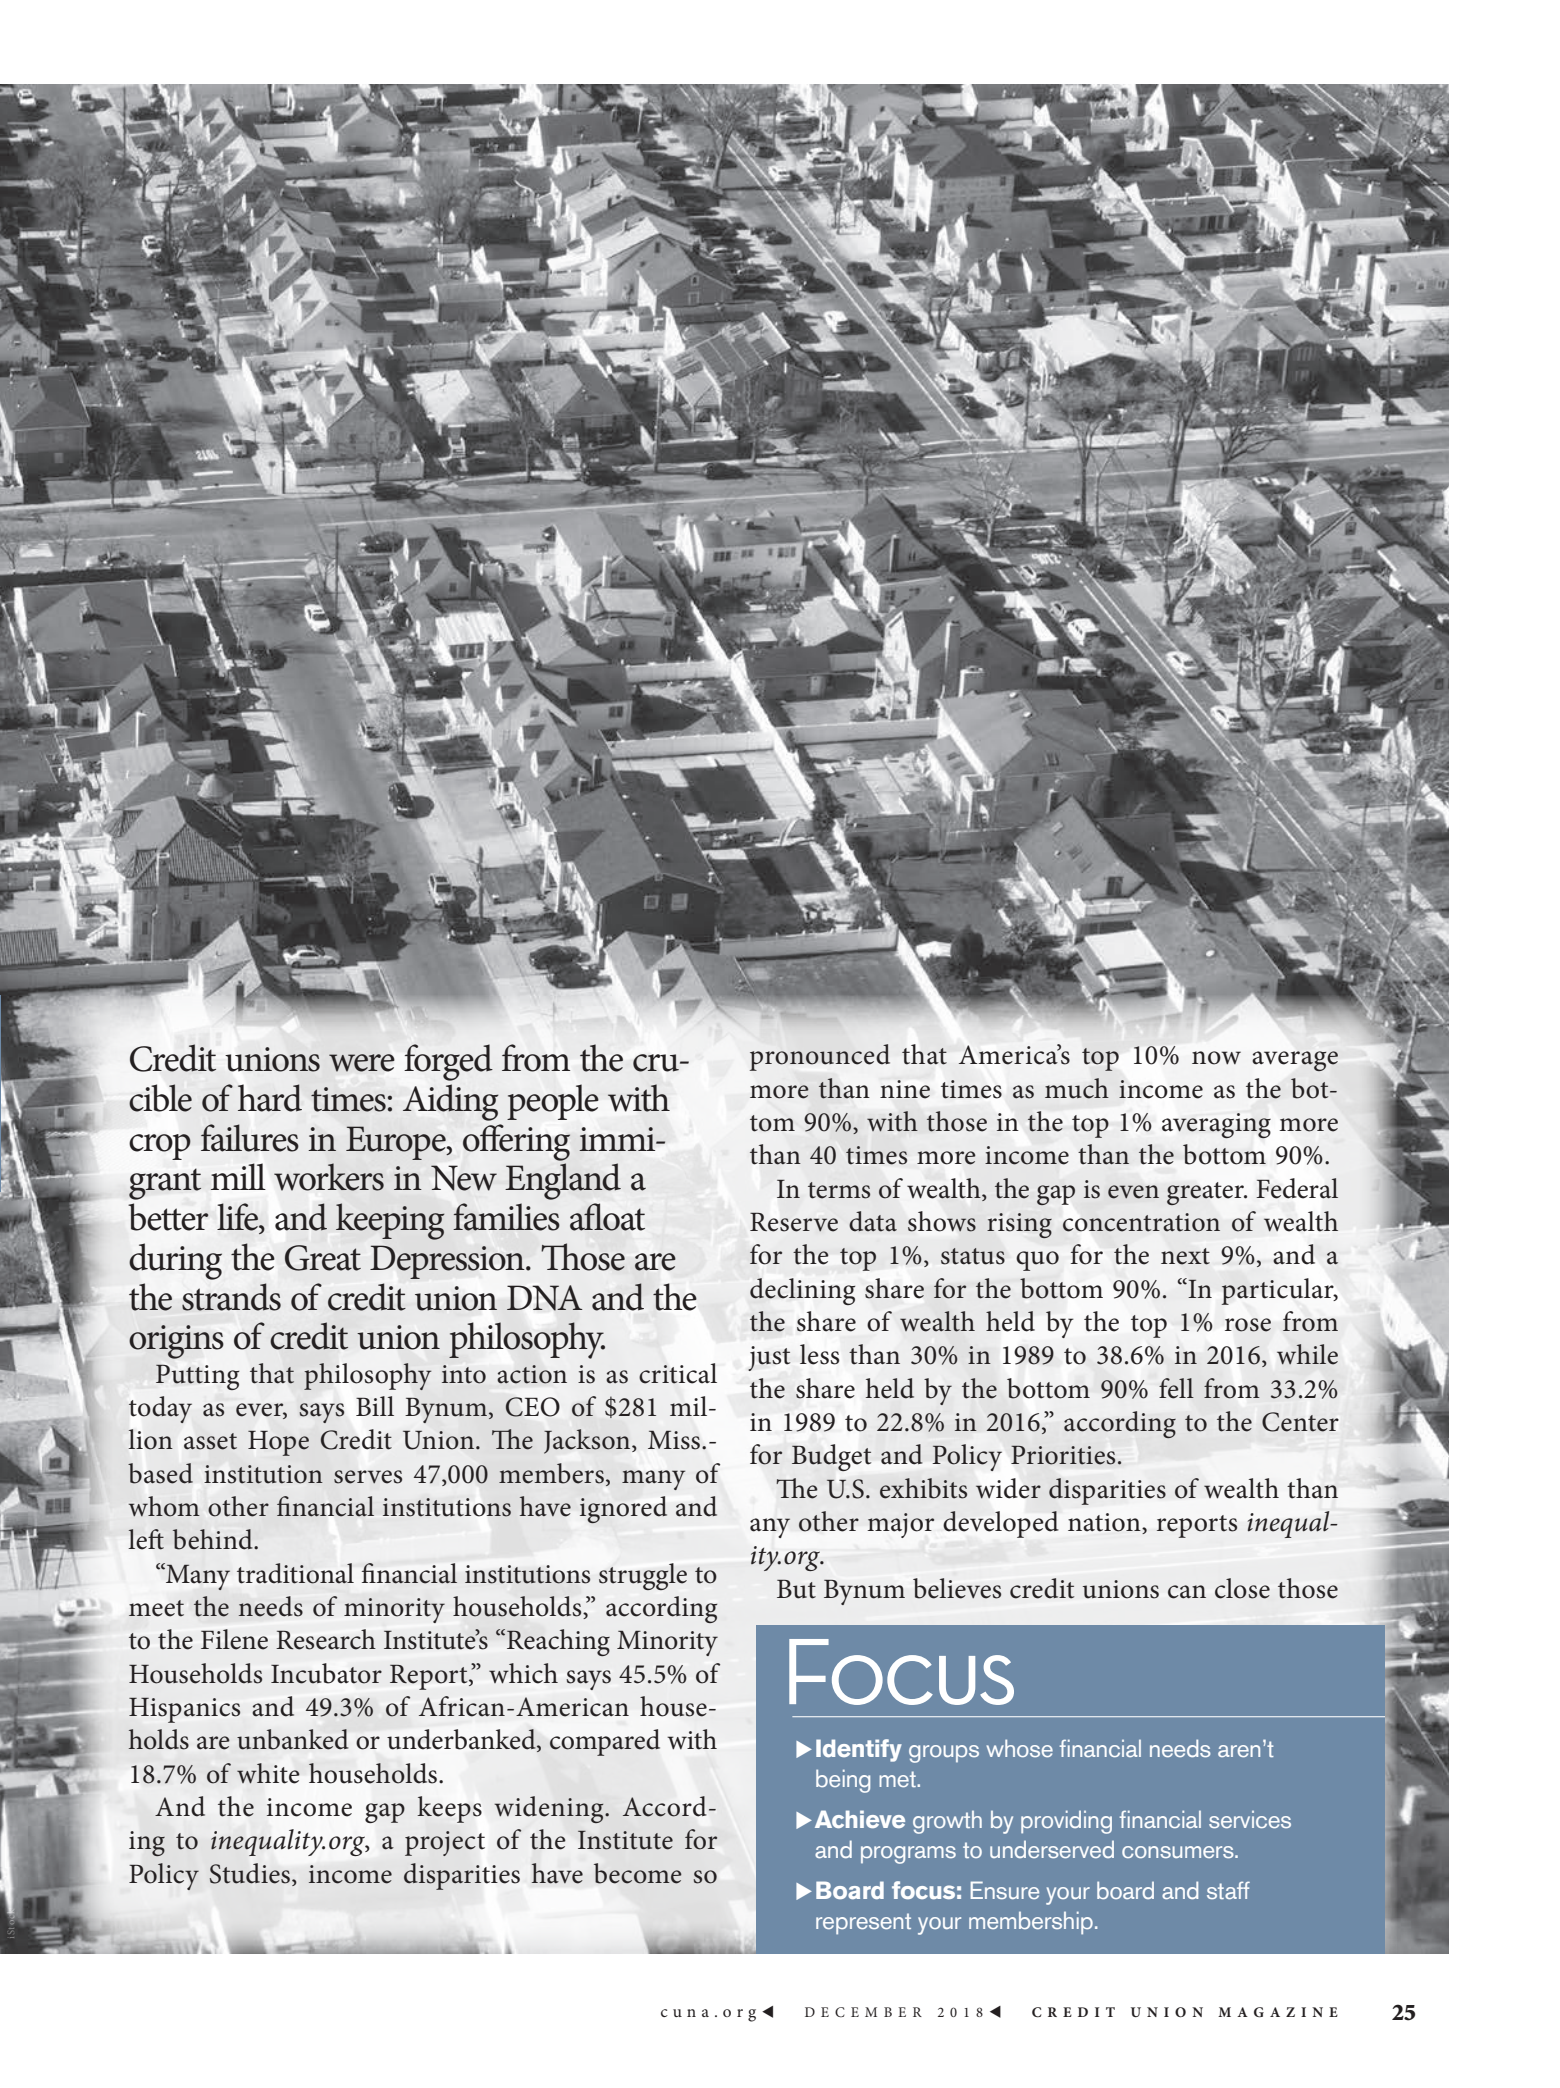 Credit unions were forged from the cru-
cible of hard times: Aiding people with
crop failures in Europe, offering immi-
grant mill workers in New England a
better life, and keeping families afloat
during the Great Depression. Those are
the strands of credit union DNA and the
origins of credit union philosophy.
Putting that philosophy into action is as critical
today as ever, says Bill Bynum, CEO of $281 mil-
lion asset Hope Credit Union. The Jackson, Miss.-
based institution serves 47,000 members, many of
whom other financial institutions have ignored and
left behind.
“Many traditional financial institutions struggle to
meet the needs of minority households,” according
to the Filene Research Institute’s “Reaching Minority
Households Incubator Report,” which says 45.5% of
Hispanics and 49.3% of African-American house-
holds are unbanked or underbanked, compared with
18.7% of white households.
And the income gap keeps widening. Accord-
ing to inequality.org, a project of the Institute for
Policy Studies, income disparities have become so
pronounced that America’s top 10% now average
more than nine times as much income as the bot-
tom 90%, with those in the top 1% averaging more
than 40 times more income than the bottom 90%.
In terms of wealth, the gap is even greater. Federal
Reserve data shows rising concentration of wealth
for the top 1%, status quo for the next 9%, and a
declining share for the bottom 90%. “In particular,
the share of wealth held by the top 1% rose from
just less than 30% in 1989 to 38.6% in 2016, while
the share held by the bottom 90% fell from 33.2%
in 1989 to 22.8% in 2016,” according to the Center
for Budget and Policy Priorities.
The U.S. exhibits wider disparities of wealth than
any other major developed nation, reports inequal-
ity.org.
But Bynum believes credit unions can close those
FOCUS
▶Identify groups whose financial needs aren’t
being met.
▶Achieve growth by providing financial services
and programs to underserved consumers.
▶Board focus: Ensure your board and staff
represent your membership.
cuna.org◀ DECEMBER 2018◀ CREDIT UNION MAGAZINE 25